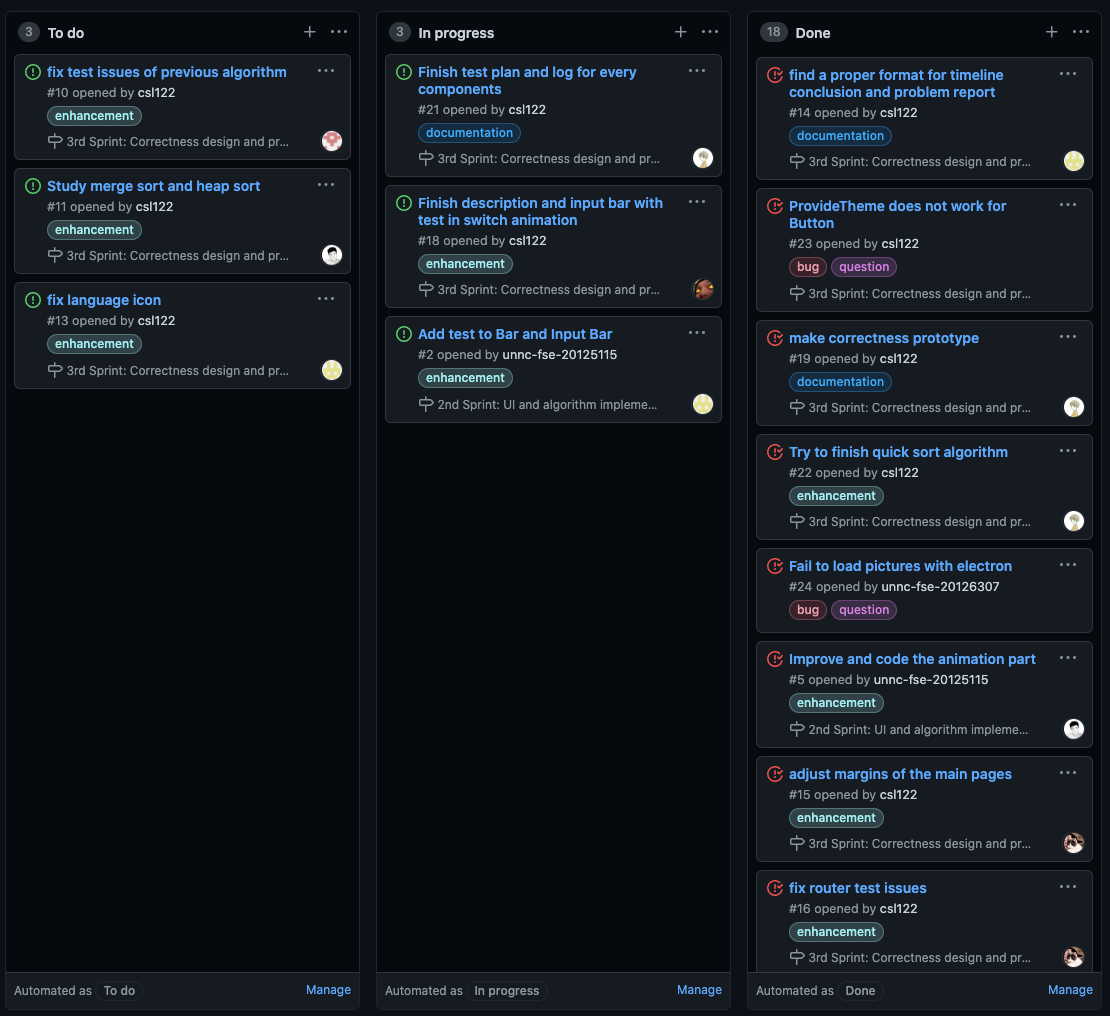 3 To do
fix test issues of previous algorithm
#10 opened by csl122
enhancement
3rd Sprint: Correctness design and pr...
Study merge sort and heap sort
#11 opened by csl122
enhancement
3rd Sprint: Correctness design and pr...
fix language icon
#13 opened by csl122
enhancement
3rd Sprint: Correctness design and pr...
Automated as To do Manage
3 In progress
Finish test plan and log for every
components
#21 opened by csl122
documentation
3rd Sprint: Correctness design and pr...
Finish description and input bar with
test in switch animation
#18 opened by csl122
enhancement
3rd Sprint: Correctness design and pr...
Add test to Bar and Input Bar
#2 opened by unnc-fse-20125115
enhancement
2nd Sprint: UI and algorithm impleme...
Automated as In progress Manage
18 Done
find a proper format for timeline
conclusion and problem report
#14 opened by csl122
documentation
3rd Sprint: Correctness design and pr...
ProvideTheme does not work for
Button
#23 opened by csl122
bug question
3rd Sprint: Correctness design and pr...
make correctness prototype
#19 opened by csl122
documentation
3rd Sprint: Correctness design and pr...
Try to finish quick sort algorithm
#22 opened by csl122
enhancement
3rd Sprint: Correctness design and pr...
Fail to load pictures with electron
#24 opened by unnc-fse-20126307
bug question
Improve and code the animation part
#5 opened by unnc-fse-20125115
enhancement
2nd Sprint: UI and algorithm impleme...
adjust margins of the main pages
#15 opened by csl122
enhancement
3rd Sprint: Correctness design and pr...
fix router test issues
#16 opened by csl122
enhancement
3rd Sprint: Correctness design and pr...
Automated as Done Manage